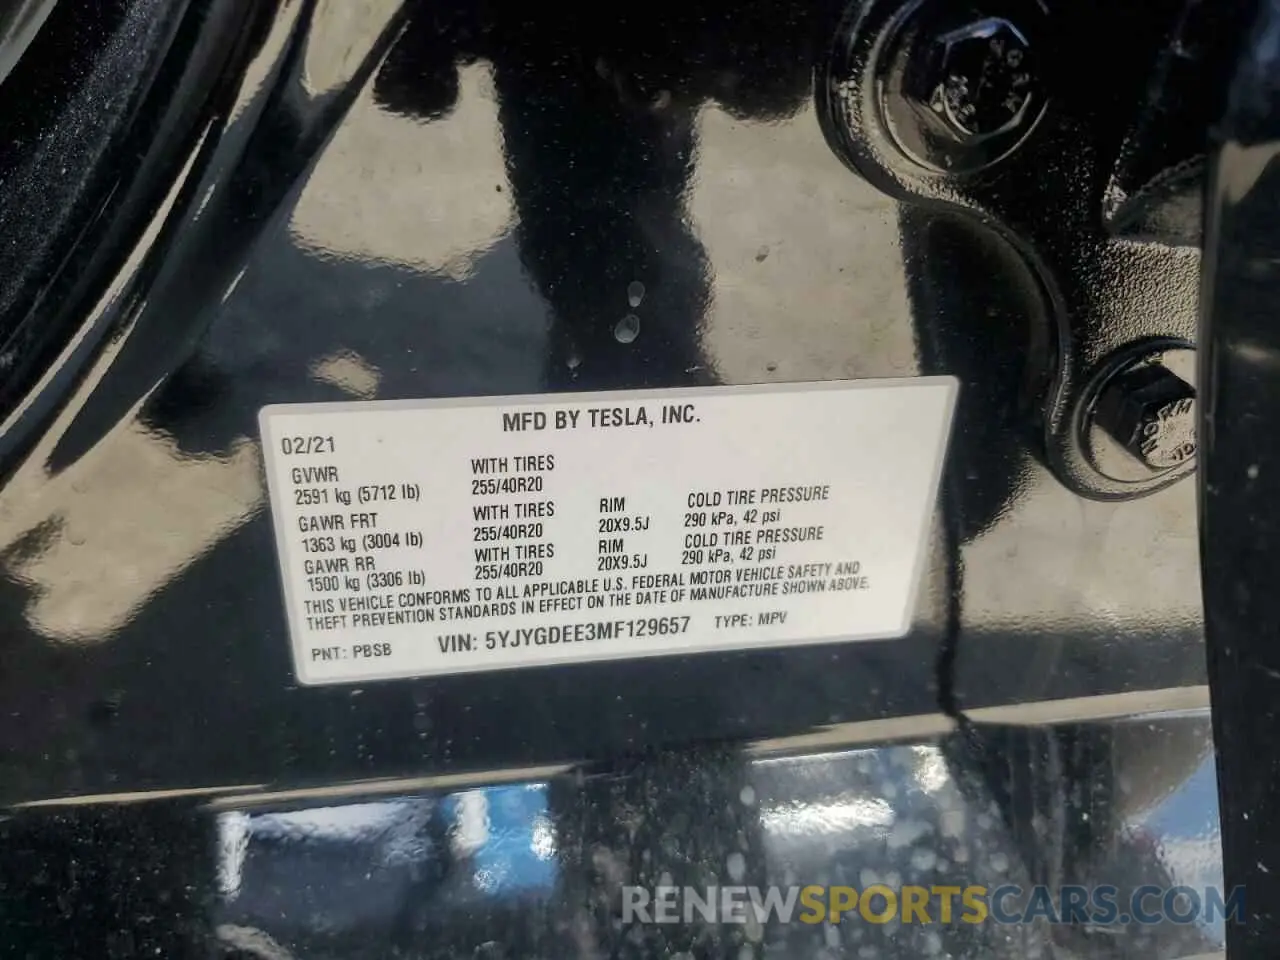 MFD BY TESLA, INC.
02/21
GVWR WITH TIRES
2591 kg (5712 lb) 255/40R20
GAWR FRT WITH TIRES RIM COLD TIRE PRESSURE
1363 kg (3004 lb) 255/40R20 20X9.5J 290 kPa, 42 psi
GAWR RR WITH TIRES RIM COLD TIRE PRESSURE
1500 kg (3306 lb) 255/40R20 20X9.5J 290 kPa, 42 psi
THIS VEHICLE CONFORMS TO ALL APPLICABLE U.S. FEDERAL MOTOR VEHICLE SAFETY AND
THEFT PREVENTION STANDARDS IN EFFECT ON THE DATE OF MANUFACTURE SHOWN ABOVE.
PNT: PBSB VIN: 5YJYGDEE3MF129657 TYPE: MPV
RENEWSPORTSCARS.COM